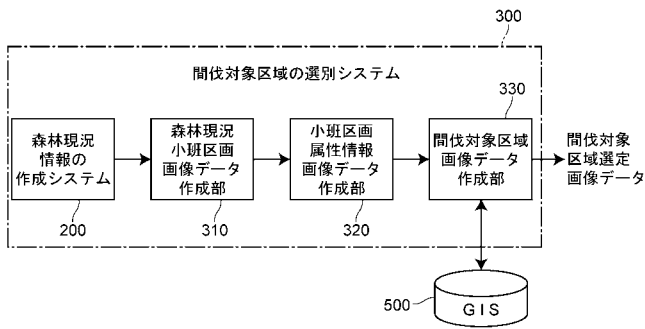 300
間伐対象区域の選別システム
330
森林現況
情報の
作成システム
森林現況
小班区画
画像データ
作成部
小班区画
属性情報
画像データ
作成部
間伐対象区域
画像データ
作成部
間伐対象
区域選定
画像データ
200
310
320
500
GIS